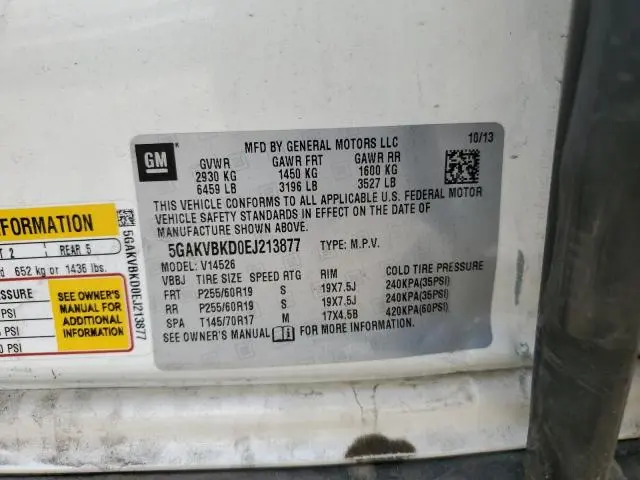 MFD BY GENERAL MOTORS LLC 10/13
GM
GVWR GAWR FRT GAWR RR
2930 KG 1450 KG 1600 KG
6459 LB 3196 LB 3527 LB
THIS VEHICLE CONFORMS TO ALL APPLICABLE U.S. FEDERAL MOTOR
VEHICLE SAFETY STANDARDS IN EFFECT ON THE DATE OF
MANUFACTURE SHOWN ABOVE.
5GAKVBKD0EJ213877 TYPE: M.P.V.
MODEL: V14526
VBBJ TIRE SIZE SPEED RTG RIM COLD TIRE PRESSURE
FRT P255/60R19 S 19X7.5J 240KPA(35PSI)
RR P255/60R19 S 19X7.5J 240KPA(35PSI)
SPA T145/70R17 M 17X4.5B 420KPA(60PSI)
SEE OWNER'S MANUAL FOR MORE INFORMATION.
FORMATION
2 REAR 5
652 kg or 1436 lbs.
SEE OWNER'S
MANUAL FOR
ADDITIONAL
INFORMATION
PSI
PSI
5GAKVBKD0EJ213877